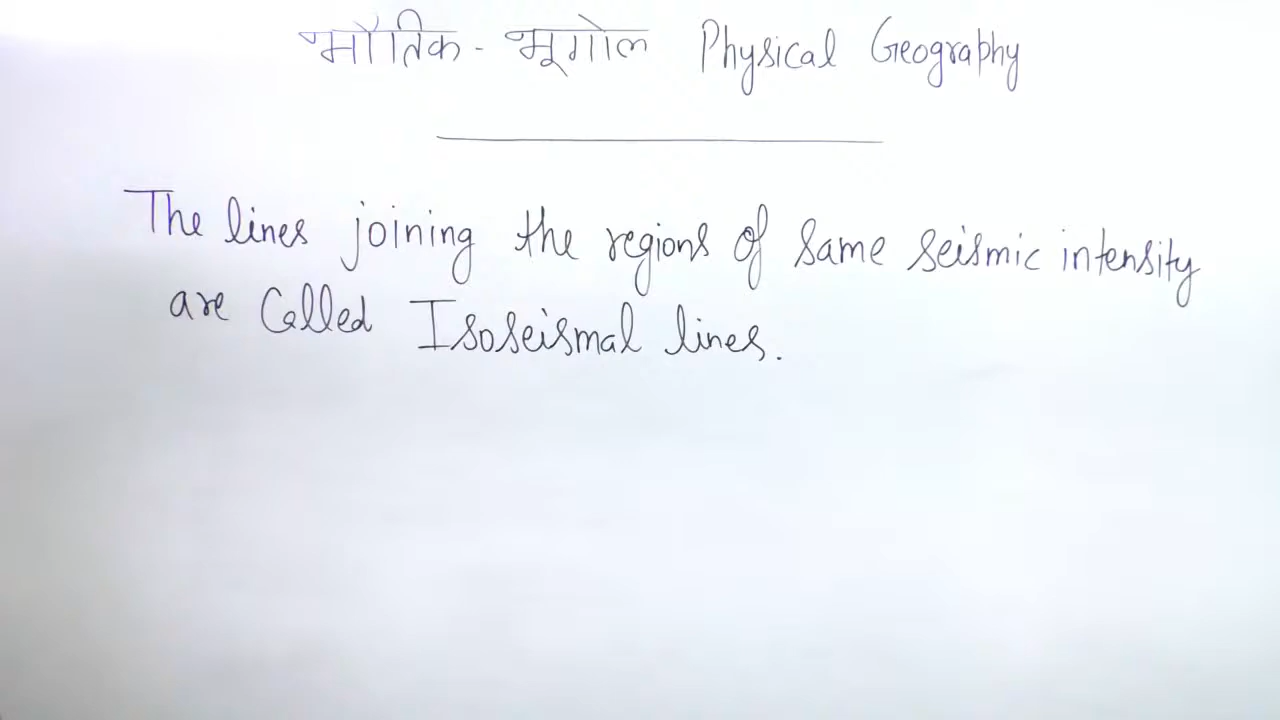 भौतिक - भूगोल Physical Geography
The lines joining the regions of same seismic intensity
are Called Isoseismal lines.